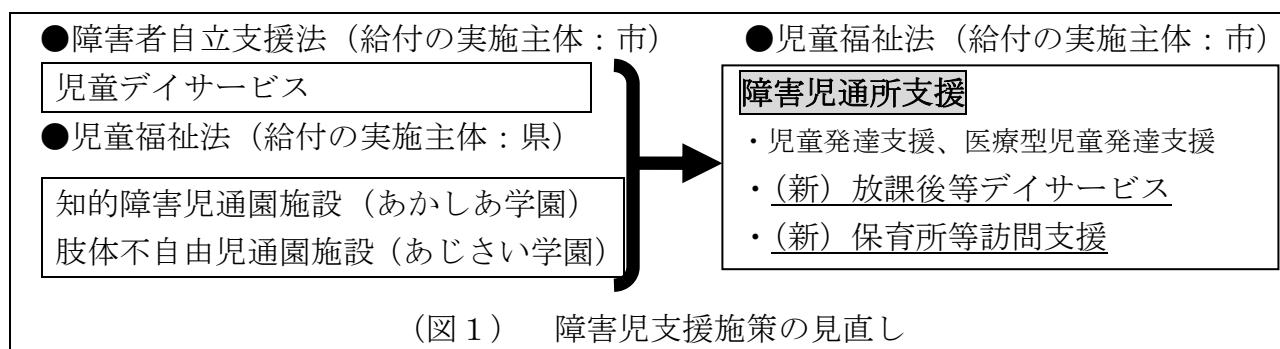 ●障害者自立支援法（給付の実施主体：市）
児童デイサービス
●児童福祉法（給付の実施主体：県）
知的障害児通園施設（あかしあ学園）
肢体不自由児通園施設（あじさい学園）
●児童福祉法（給付の実施主体：市）
障害児通所支援
・児童発達支援、医療型児童発達支援
・（新）放課後等デイサービス
・（新）保育所等訪問支援
（図１）　障害児支援施策の見直し